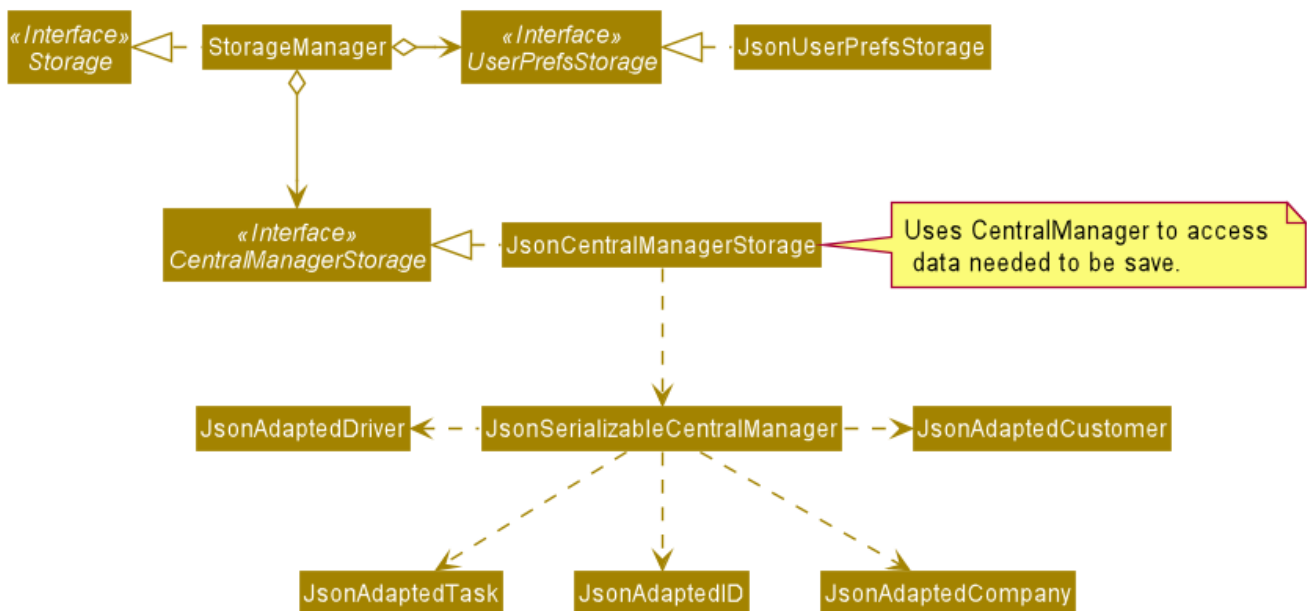 «Interface»
Storage
StorageManager
«Interface»
UserPrefsStorage
JsonUserPrefsStorage
«Interface»
CentralManagerStorage
JsonCentralManagerStorage
Uses CentralManager to access
data needed to be save.
JsonAdaptedDriver
JsonSerializableCentralManager
JsonAdaptedCustomer
JsonAdaptedTask
JsonAdaptedID
JsonAdaptedCompany